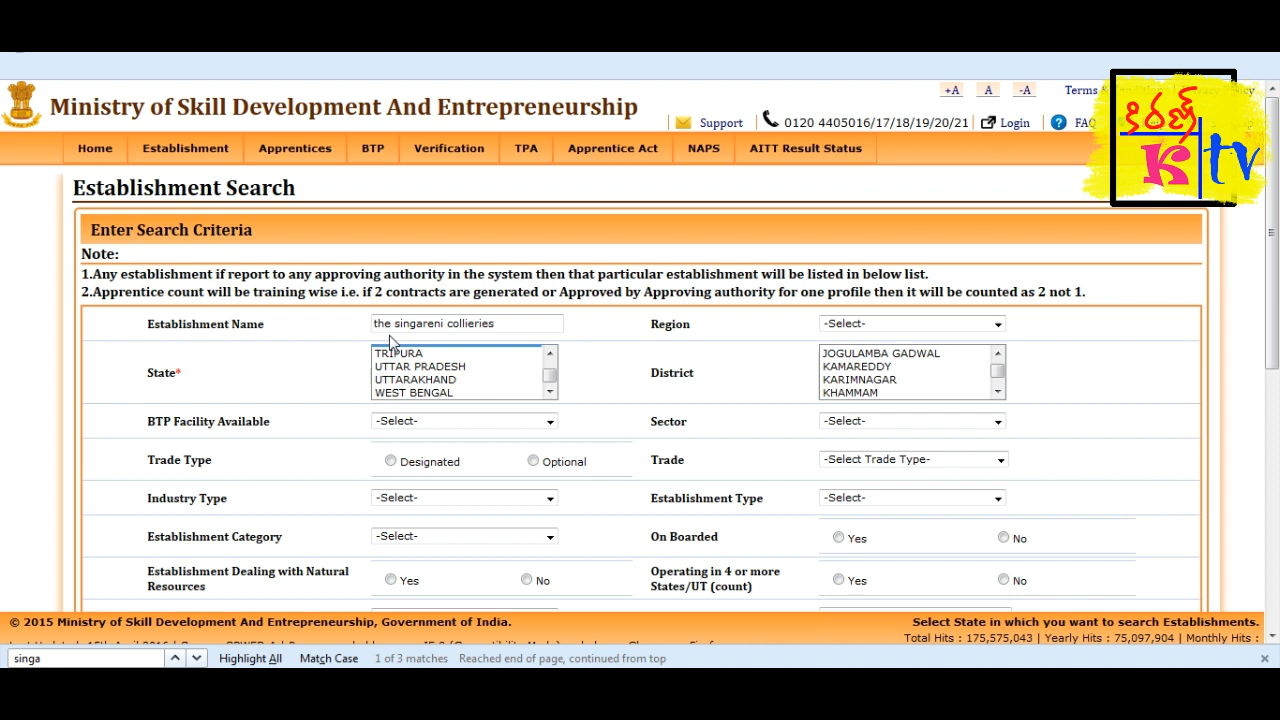 +A A -A Terms &
Ministry of Skill Development And Entrepreneurship
Support 0120 4405016/17/18/19/20/21 Login FAQ
కిరణ్
K tv
Home Establishment Apprentices BTP Verification TPA Apprentice Act NAPS AITT Result Status
Establishment Search
Enter Search Criteria
Note:
1.Any establishment if report to any approving authority in the system then that particular establishment will be listed in below list.
2.Apprentice count will be training wise i.e. if 2 contracts are generated or Approved by Approving authority for one profile then it will be counted as 2 not 1.
Establishment Name the singareni collieries Region -Select-
State* TRIPURA District JOGULAMBA GADWAL
UTTAR PRADESH KAMAREDDY
UTTARAKHAND KARIMNAGAR
WEST BENGAL KHAMMAM
BTP Facility Available -Select- Sector -Select-
Trade Type Designated Optional Trade -Select Trade Type-
Industry Type -Select- Establishment Type -Select-
Establishment Category -Select- On Boarded Yes No
Establishment Dealing with Natural Resources Yes No Operating in 4 or more States/UT (count) Yes No
© 2015 Ministry of Skill Development And Entrepreneurship, Government of India. Select State in which you want to search Establishments.
Total Hits : 175,575,043 | Yearly Hits : 75,097,904 | Monthly Hits :
singa Highlight All Match Case 1 of 3 matches Reached end of page, continued from top